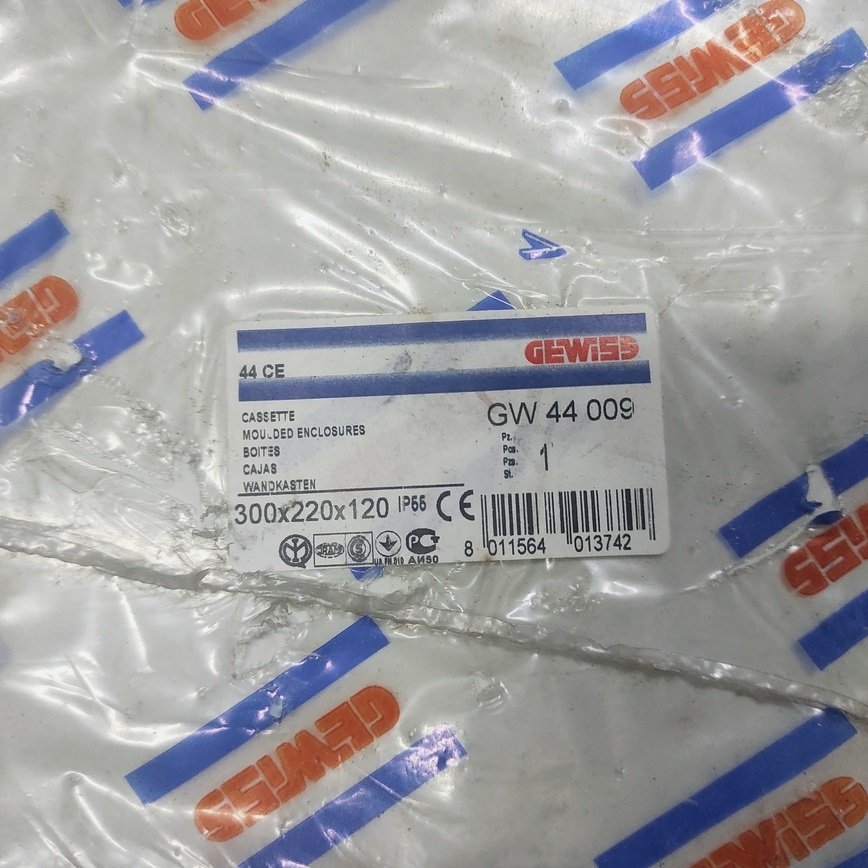 GEWISS
GEWISS
GEWISS
44 CE
GEWISS
CASSETTE
MOULDED ENCLOSURES
BOITES
CAJAS
WANDKASTEN
GW 44 009
Pz.
Pcs.
Pzs.
St.
1
300x220x120 IP55 CE
8 011564 013742
GEWISS
GEWISS
GEWISS